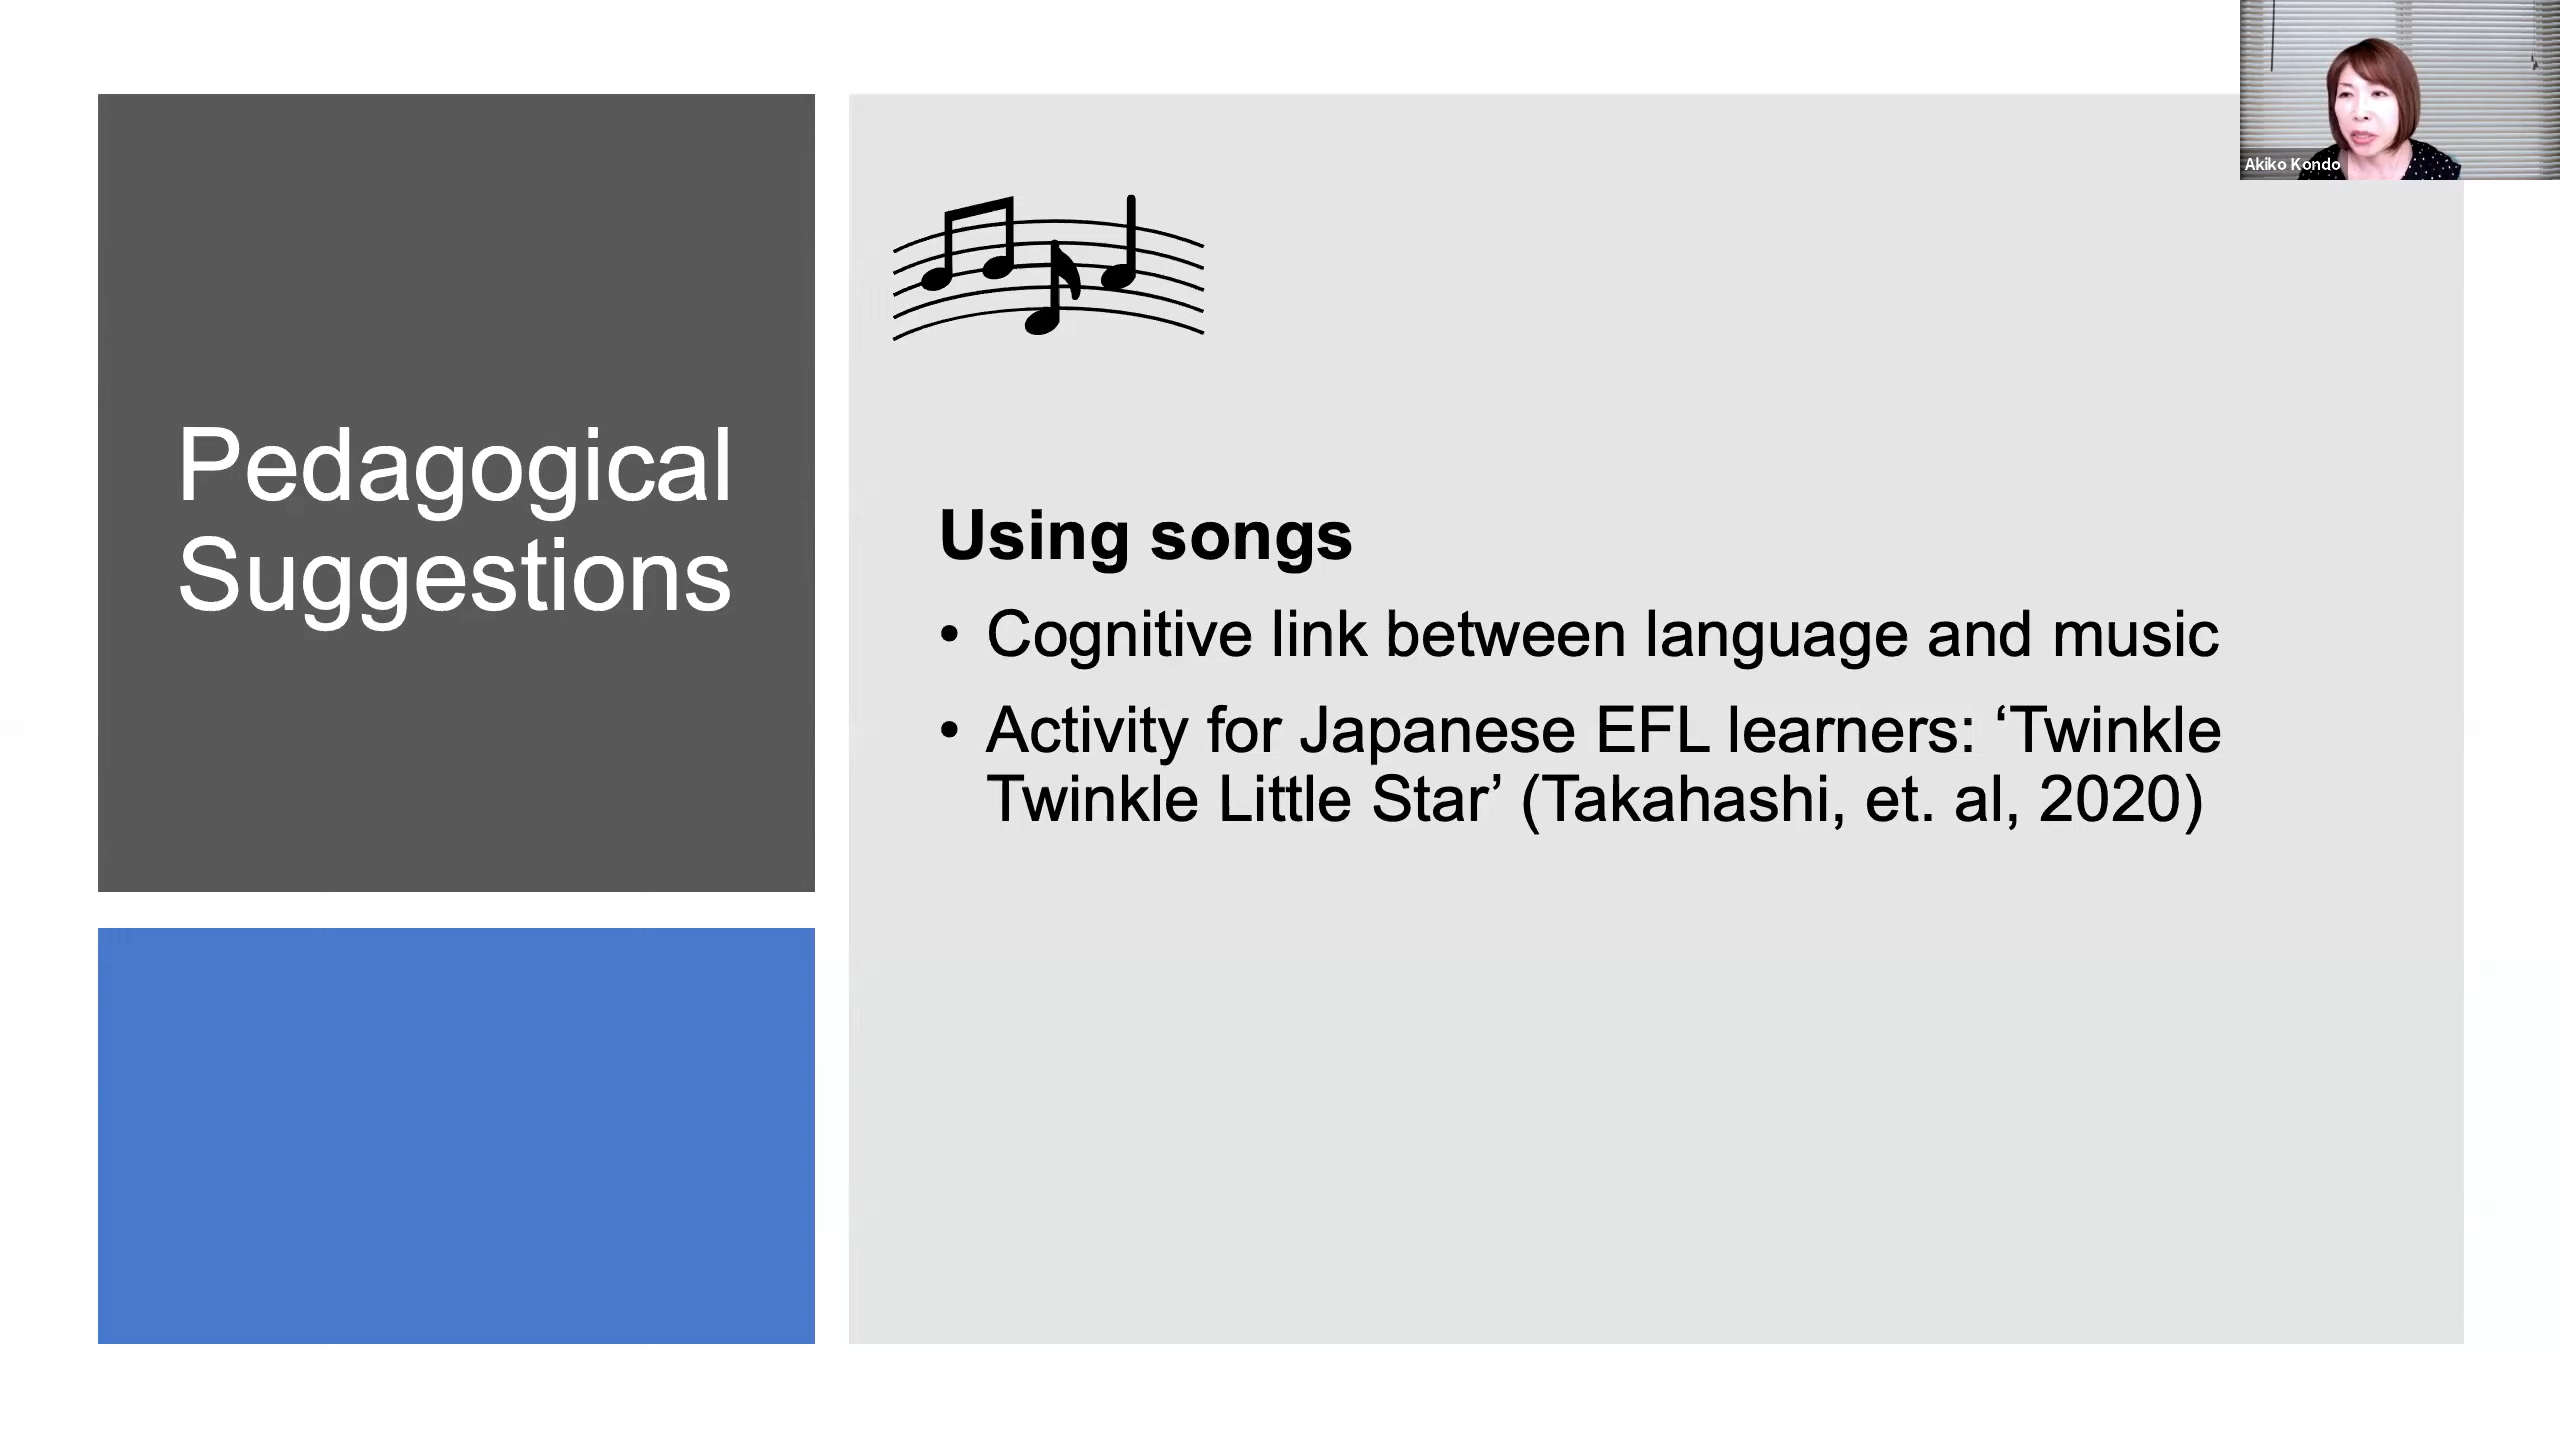 Akiko Kondo
Pedagogical
Suggestions
Using songs
• Cognitive link between language and music
• Activity for Japanese EFL learners: ‘Twinkle
Twinkle Little Star’ (Takahashi, et. al, 2020)